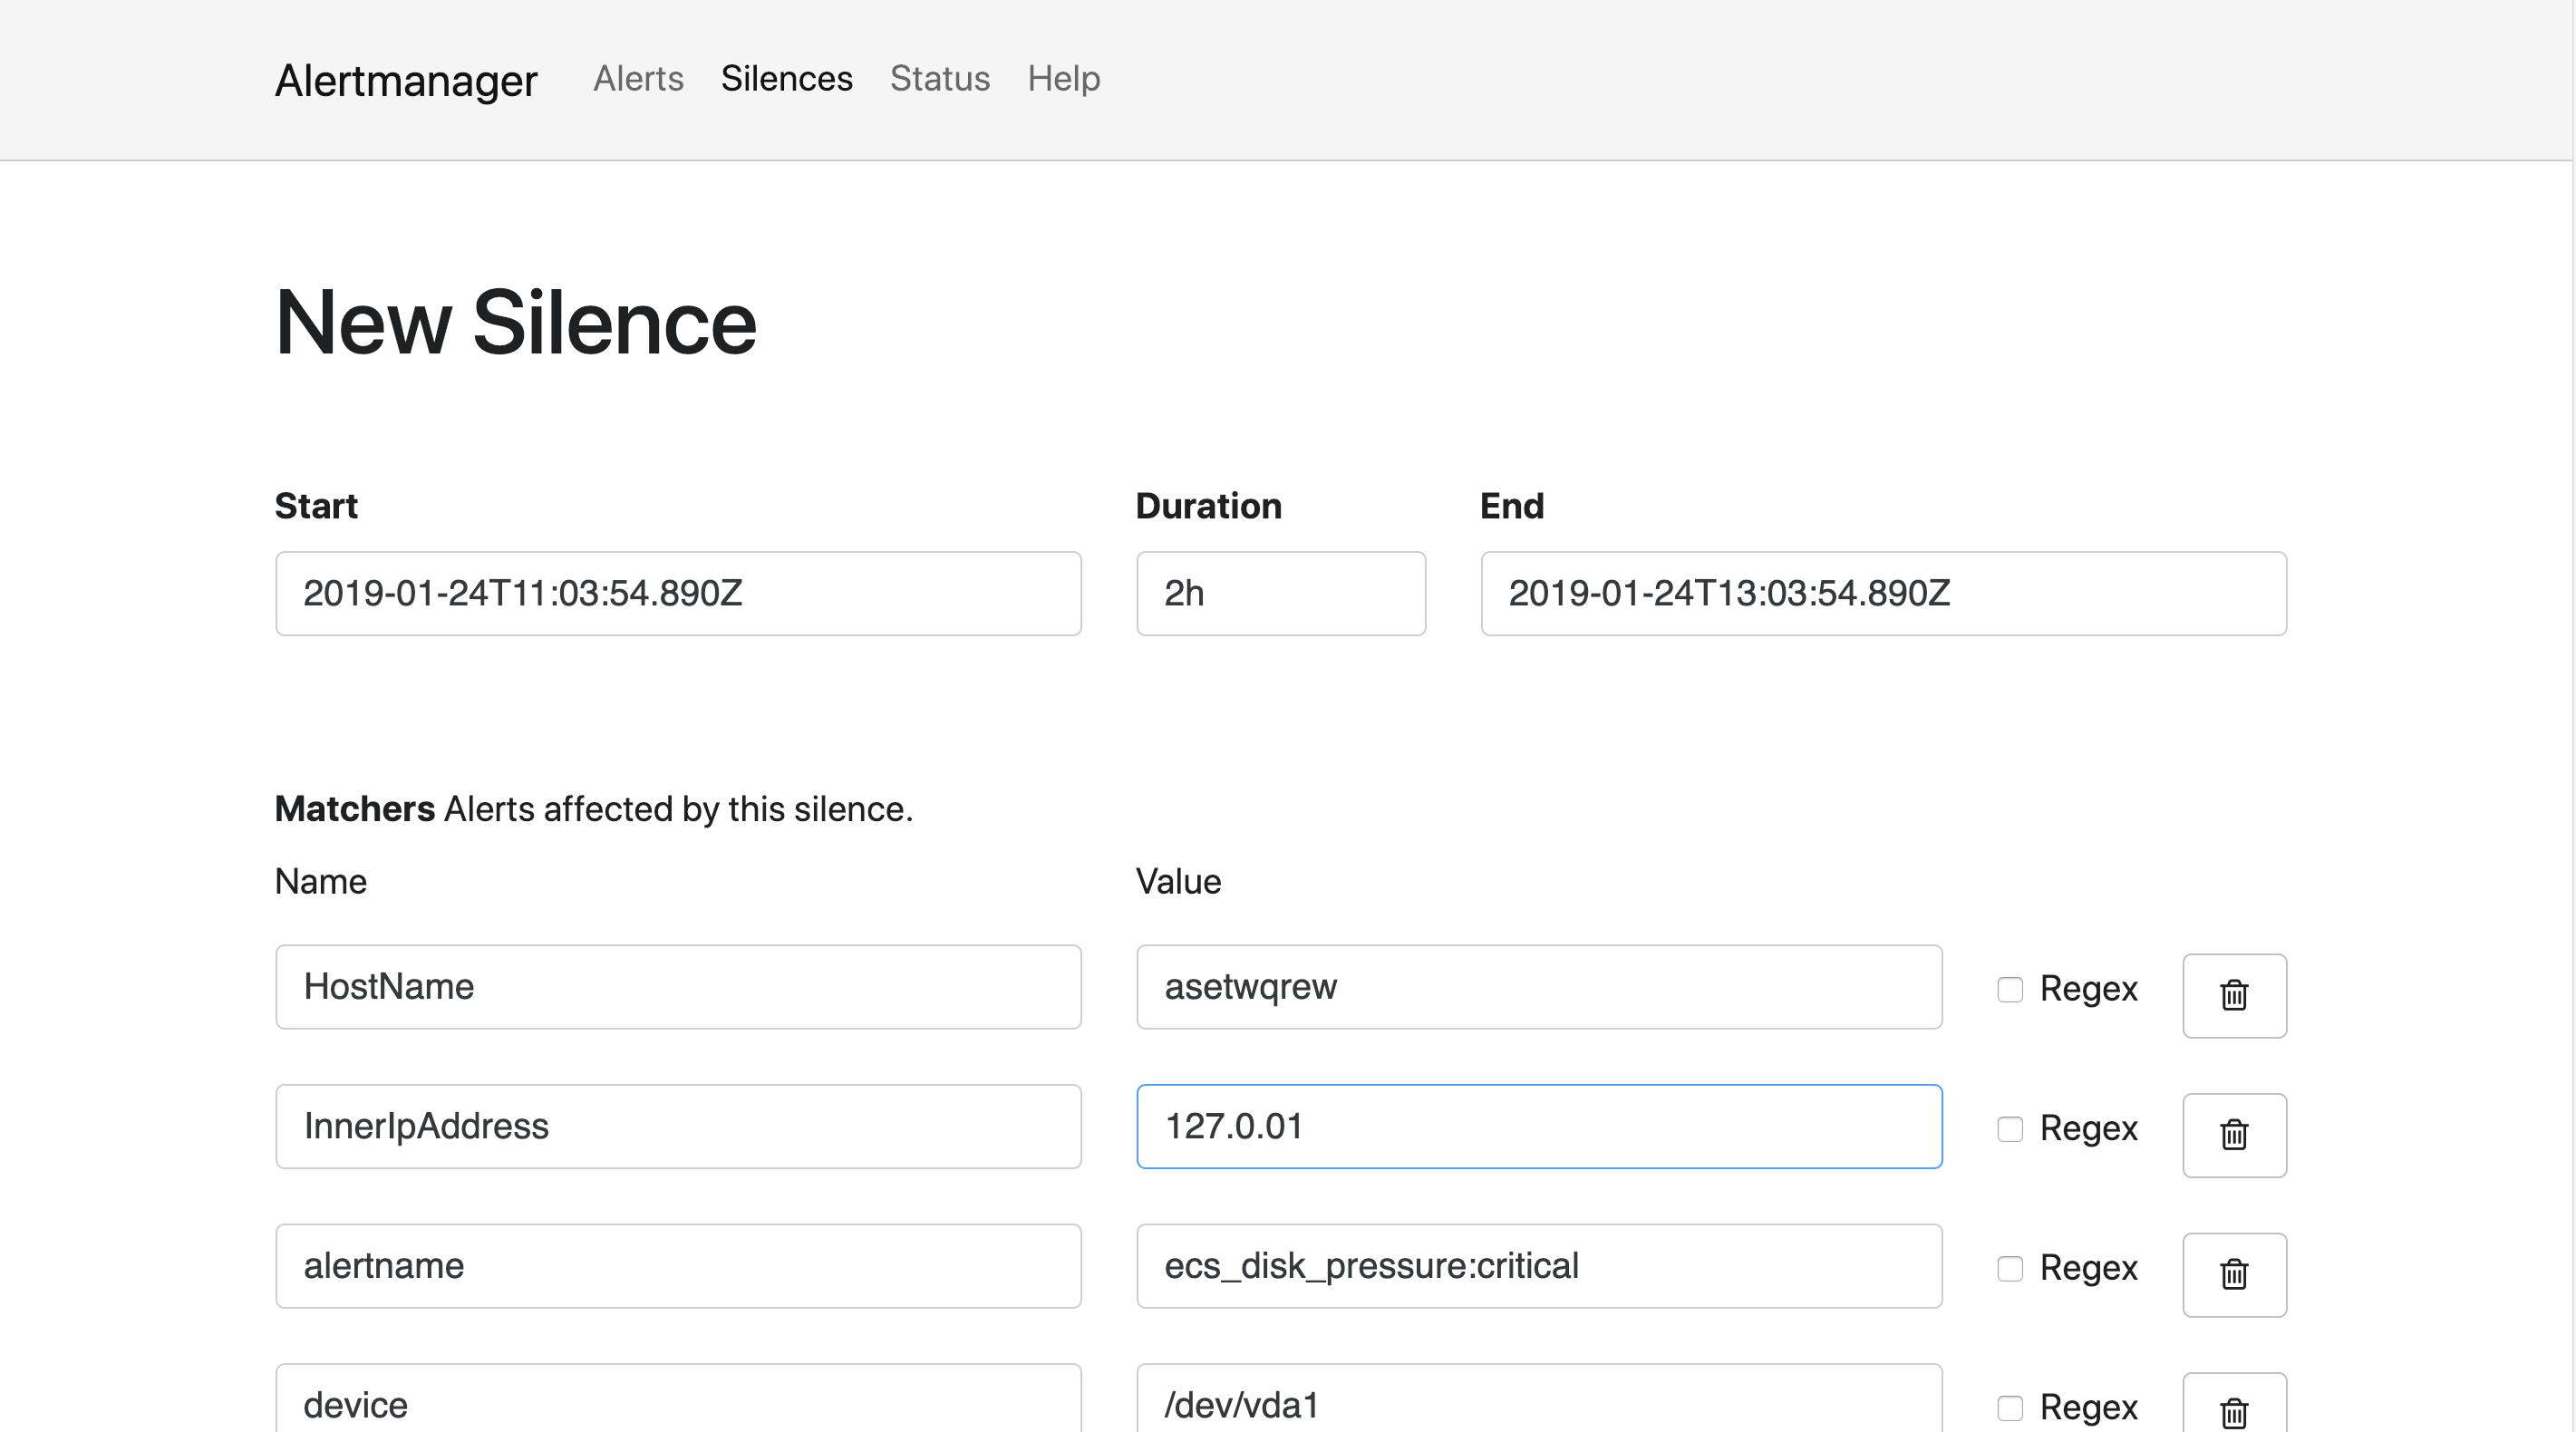 Alertmanager Alerts Silences Status Help
New Silence
Start Duration End
2019-01-24T11:03:54.890Z 2h 2019-01-24T13:03:54.890Z
Matchers Alerts affected by this silence.
Name Value
HostName asetwqrew Regex
InnerIpAddress 127.0.01 Regex
alertname ecs_disk_pressure:critical Regex
device /dev/vda1 Regex